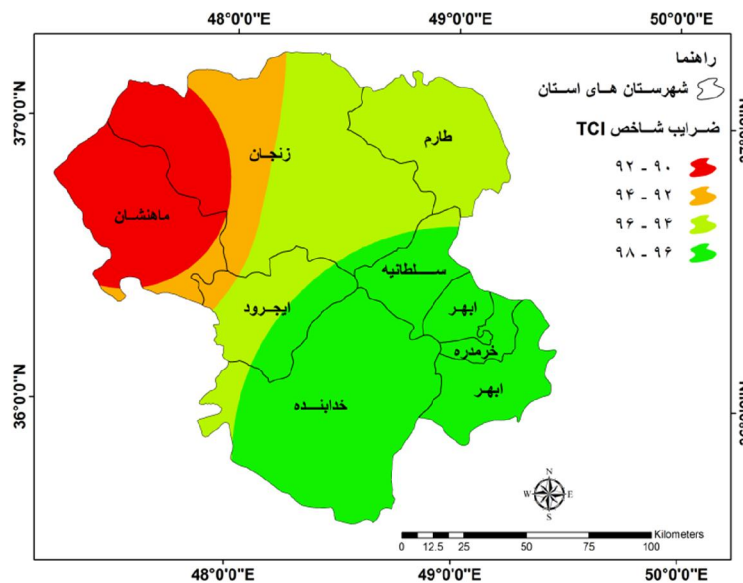 48°0'0"E
49°0'0"E
50°0'0"E
37°0'0"N
36°0'0"N
راهنما
شهرستان های استان
ضرایب شاخص TCI
۹۲ - ۹۰
۹۴ - ۹۲
۹۶ - ۹۴
۹۸ - ۹۶
طارم
زنجان
ماهنشان
سلطانیه
ایجرود
ابهر
خرمدره
ابهر
خدابنده
N
W
E
S
Kilometers
0 12.5 25 50 75 100
48°0'0"E
49°0'0"E
50°0'0"E